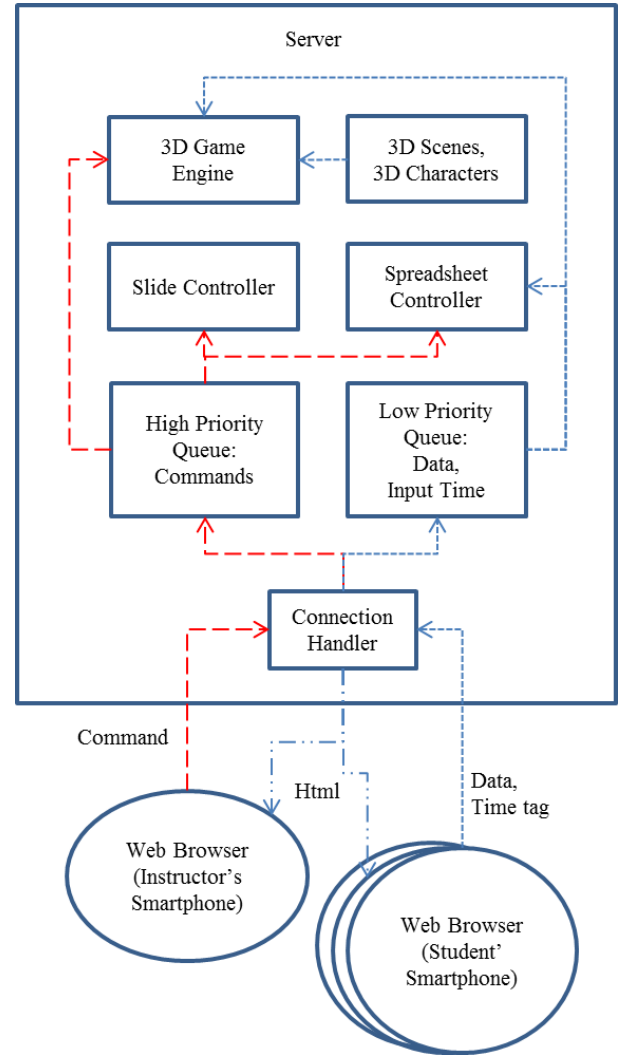 Server
3D Game
Engine
3D Scenes,
3D Characters
Slide Controller
Spreadsheet
Controller
High Priority
Queue:
Commands
Low Priority
Queue:
Data,
Input Time
Connection
Handler
Command
Html
Data,
Time tag
Web Browser
(Instructor's
Smartphone)
Web Browser
(Student'
Smartphone)